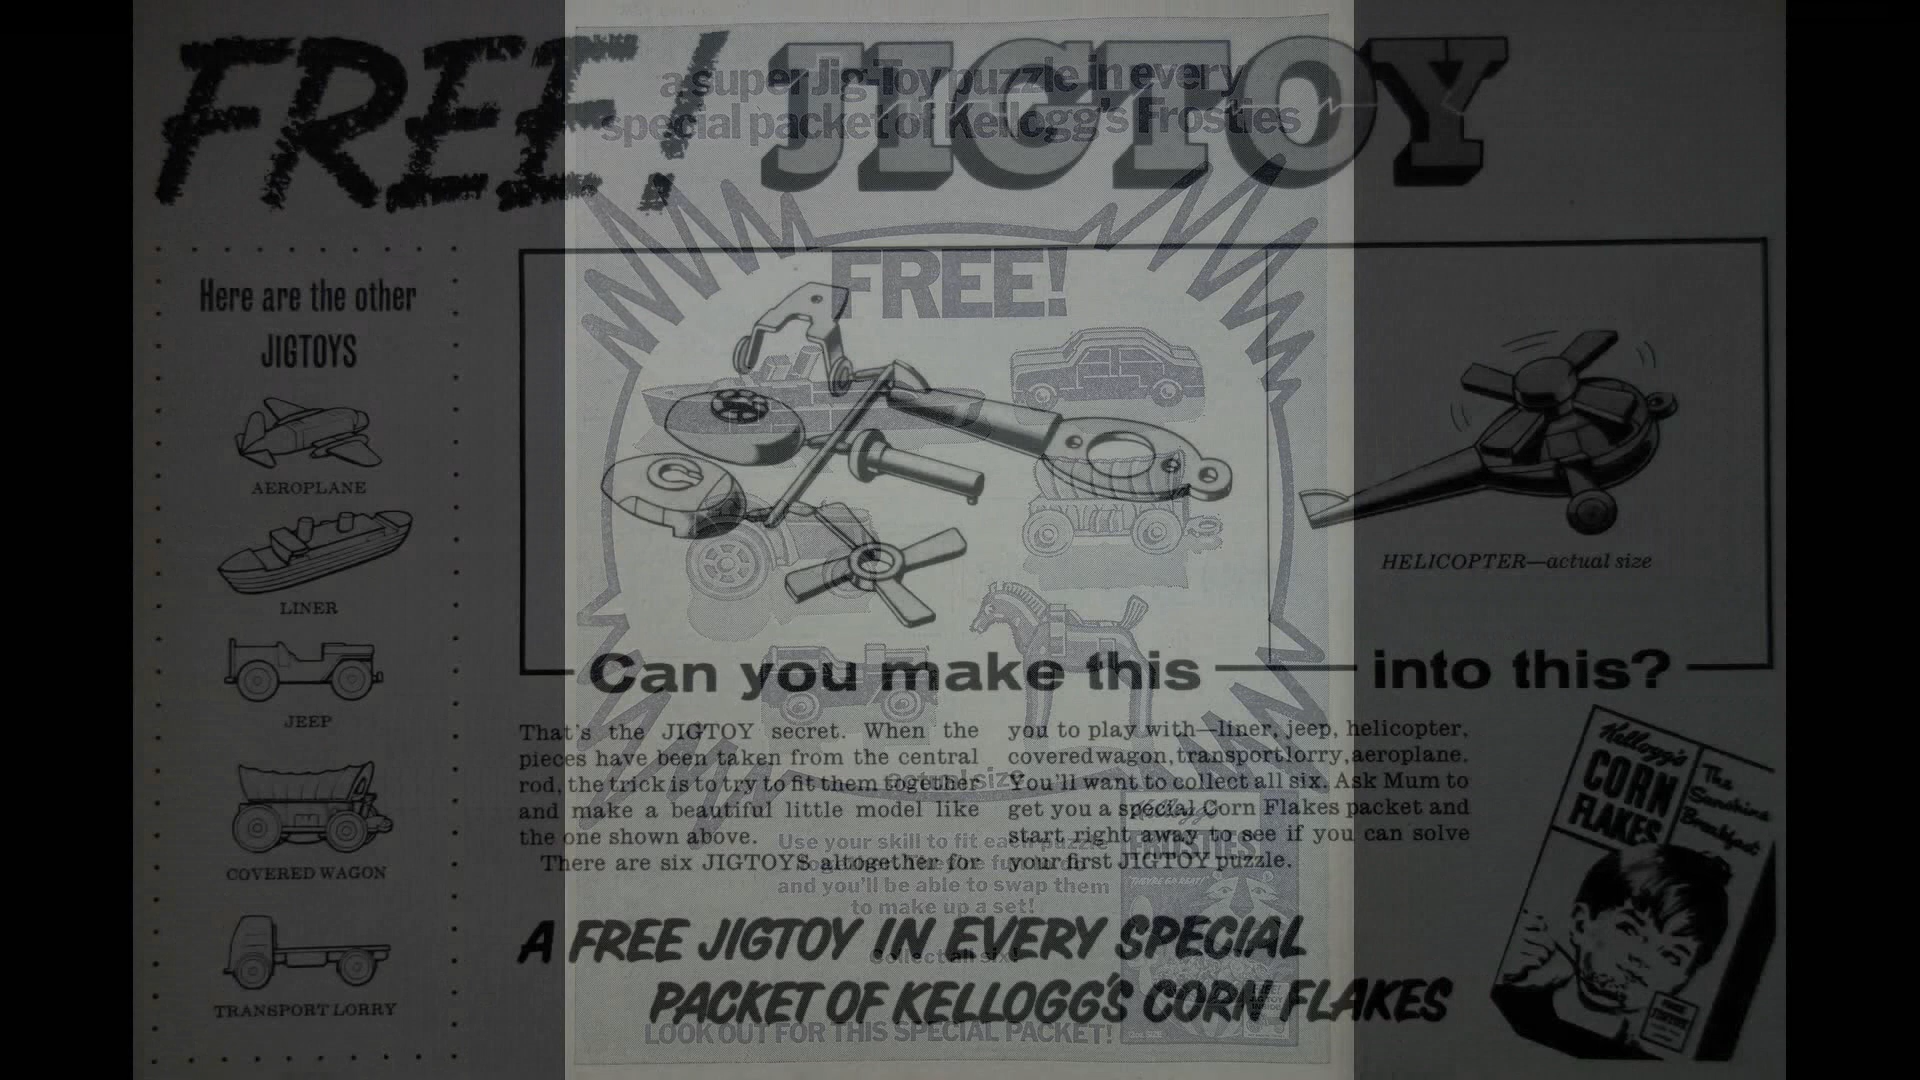 FREE! JIGTOY
a super Jig-Toy puzzle in every
special packet of Kellogg's Frosties
FREE!
Here are the other
JIGTOYS
AEROPLANE
LINER
JEEP
COVERED WAGON
TRANSPORT LORRY
HELICOPTER—actual size
Can you make this — into this?
That's the JIGTOY secret. When the
pieces have been taken from the central
rod, the trick is to try to fit them together
and make a beautiful little model like
the one shown above.
There are six JIGTOYS altogether for
you to play with—liner, jeep, helicopter,
covered wagon, transport lorry, aeroplane.
You'll want to collect all six. Ask Mum to
get you a special Corn Flakes packet and
start right away to see if you can solve
your first JIGTOY puzzle.
actual size
Use your skill to fit each puzzle
and you'll be able to swap them
to make up a set!
Collect all six!
A FREE JIGTOY IN EVERY SPECIAL
PACKET OF KELLOGG'S CORN FLAKES
LOOK OUT FOR THIS SPECIAL PACKET!
Kellogg's
CORN
FLAKES
The
Sunshine
Breakfast
FROSTIES